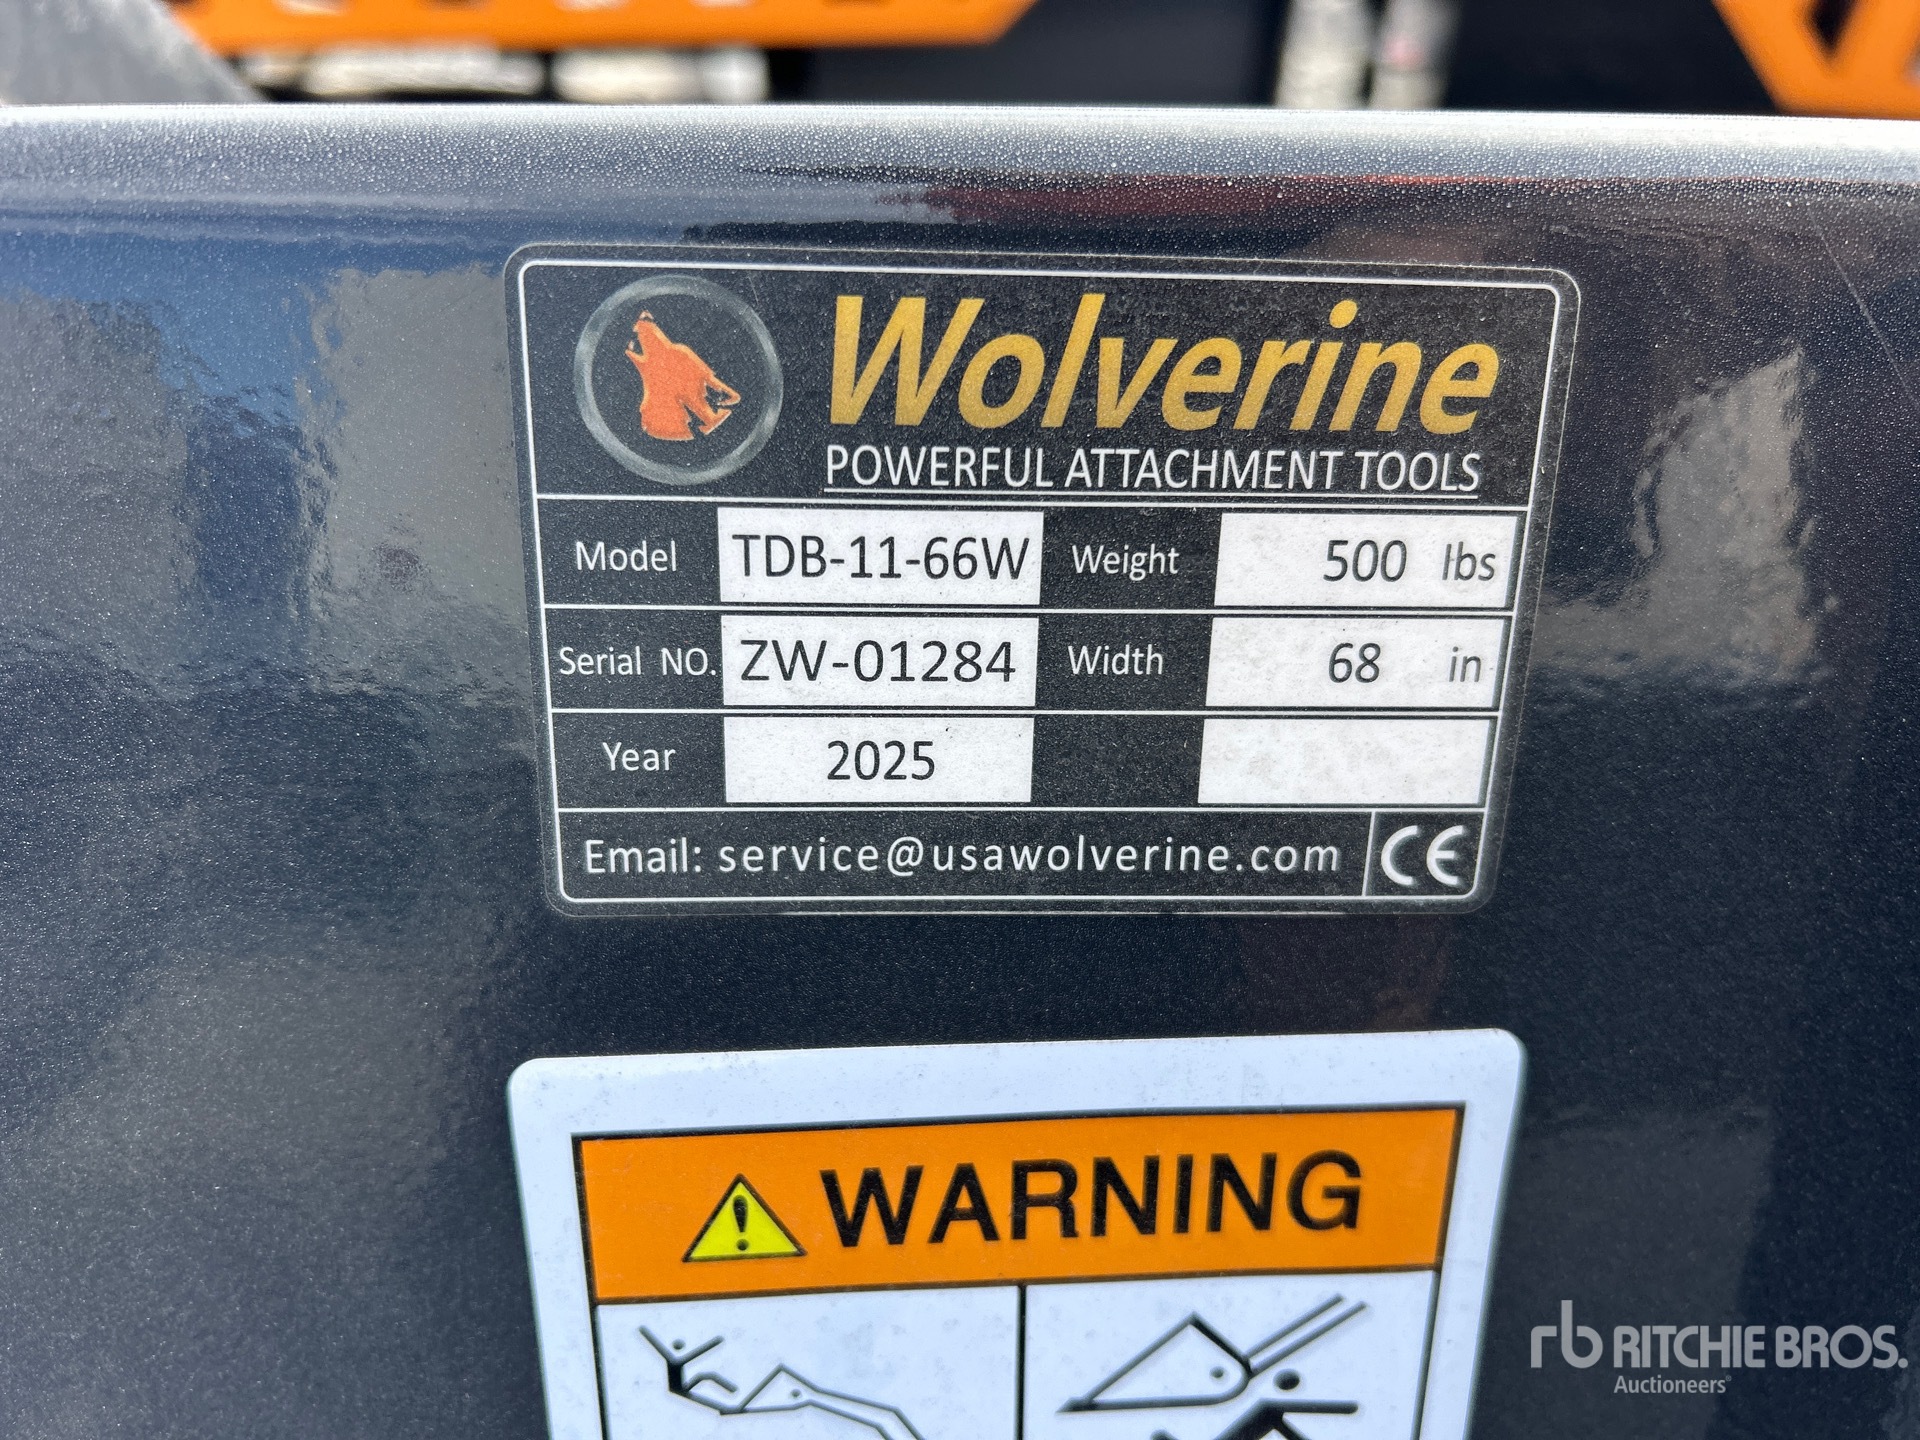 Wolverine
POWERFUL ATTACHMENT TOOLS
Model TDB-11-66W Weight 500 lbs
Serial NO. ZW-01284 Width 68 in
Year 2025
Email: service@usawolverine.com CE
WARNING
rb RITCHIE BROS.
Auctioneers